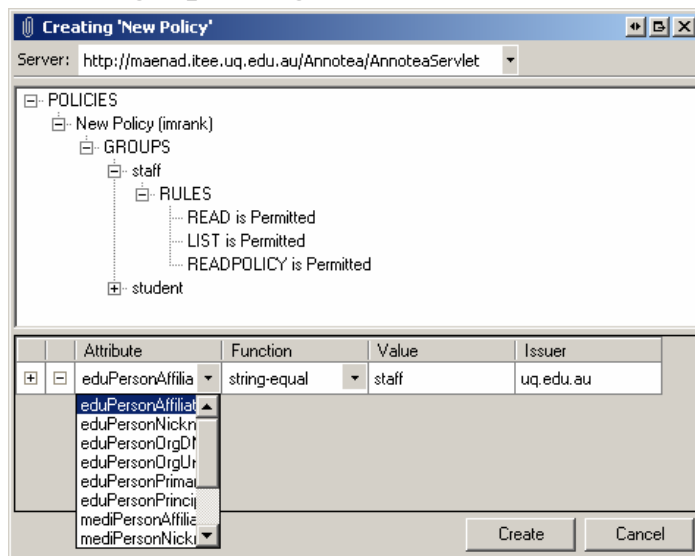 Creating 'New Policy'
Server: http://maenad.itee.uq.edu.au/Annotea/AnnoteaServlet
POLICIES
New Policy (imrank)
GROUPS
staff
RULES
READ is Permitted
LIST is Permitted
READPOLICY is Permitted
student
Attribute Function Value Issuer
eduPersonAffilia string-equal staff uq.edu.au
eduPersonAffiliat
eduPersonNickn
eduPersonOrgDN
eduPersonOrgUn
eduPersonPrimar
eduPersonPrincip
mediPersonAffilia
mediPersonNickn
Create Cancel